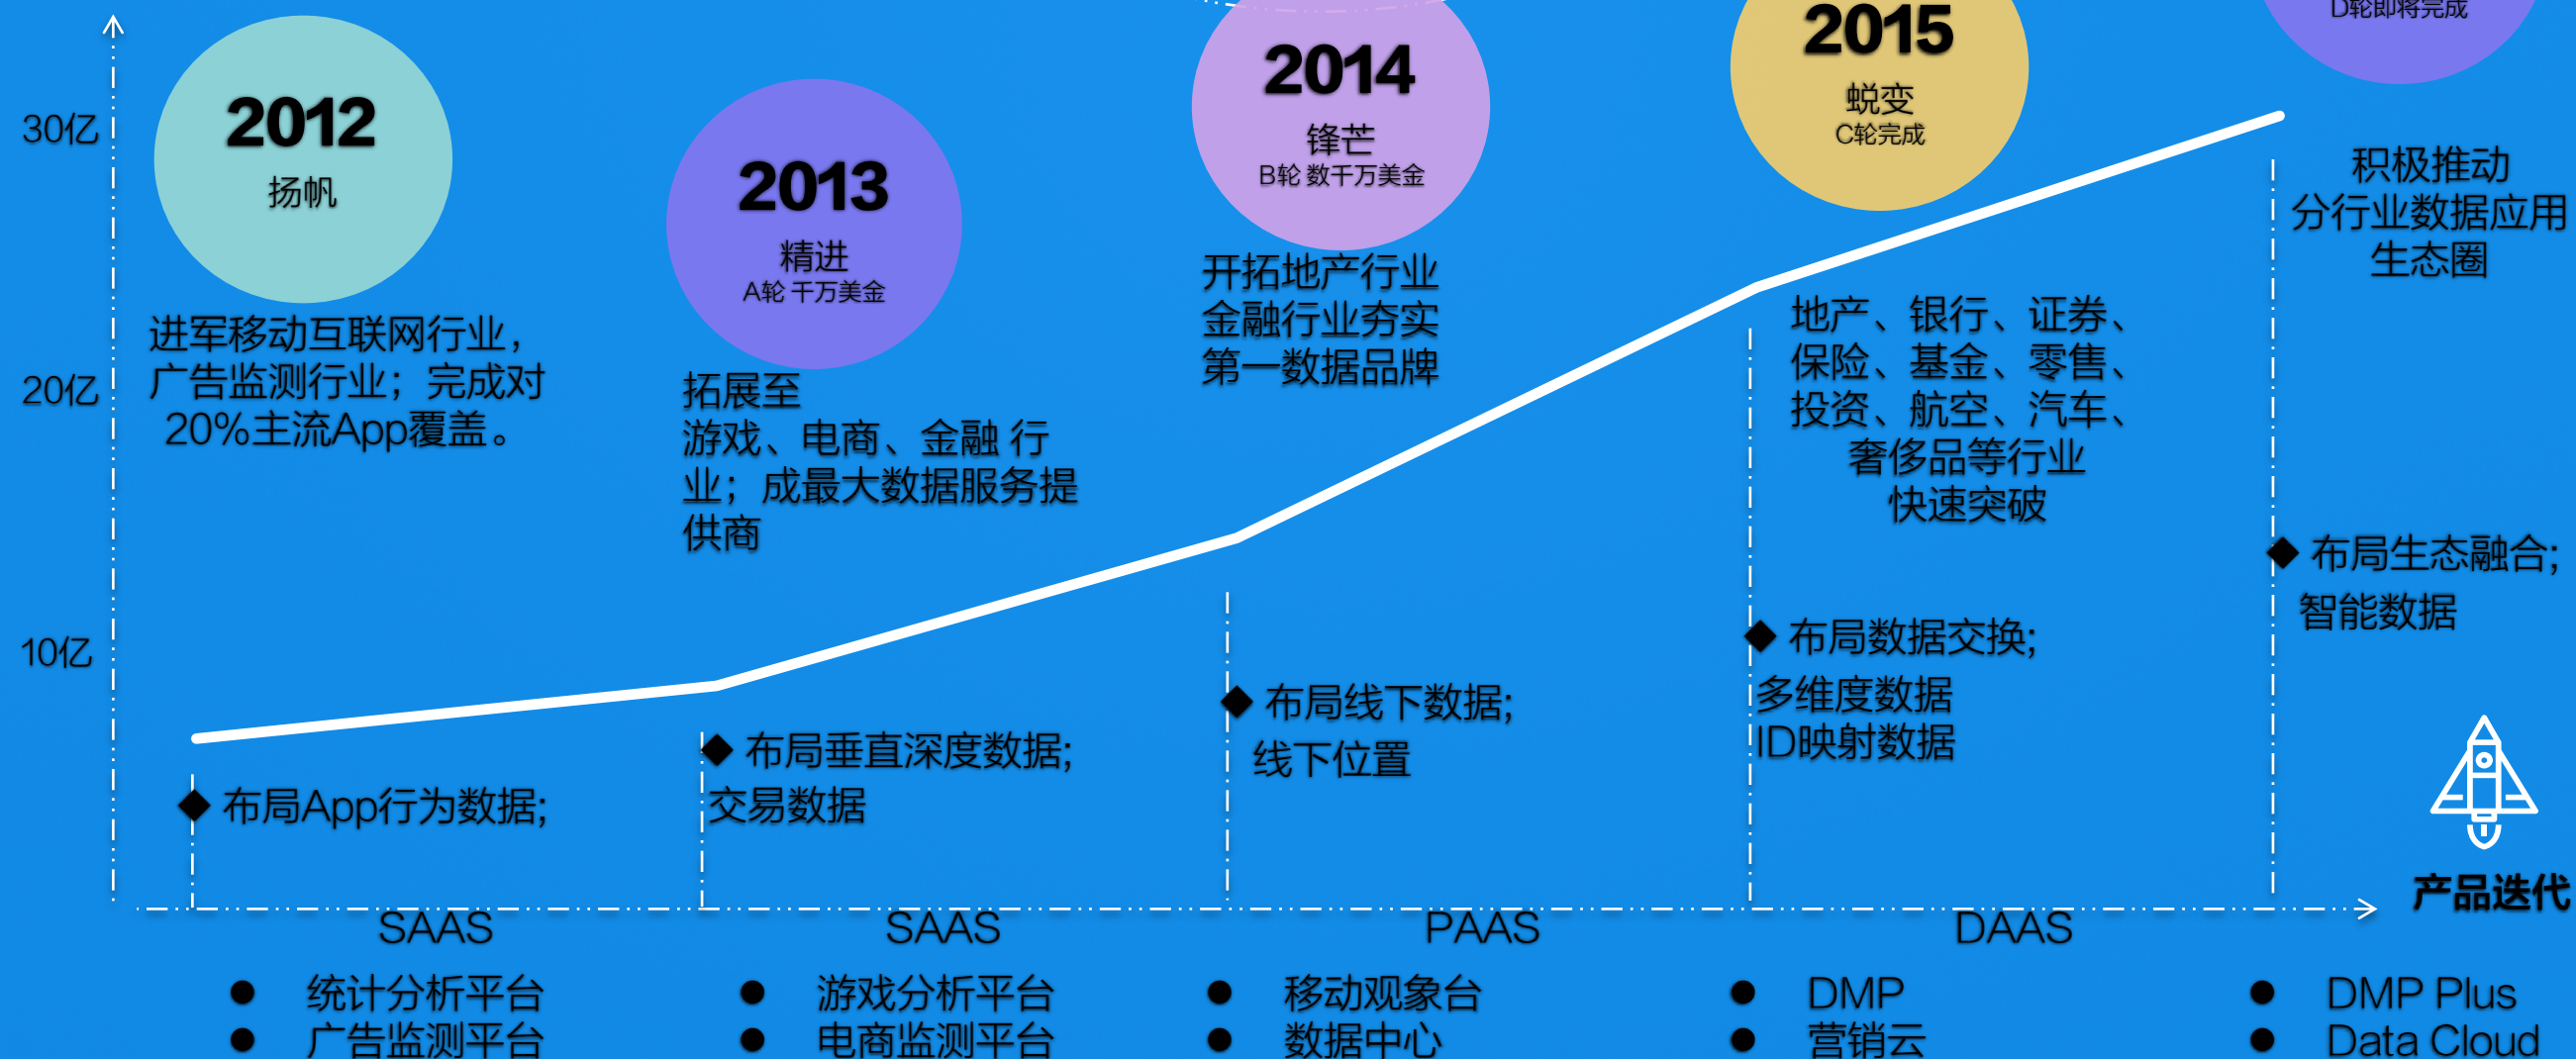 30亿
20亿
10亿
2012
扬帆
进军移动互联网行业，
广告监测行业；完成对
20%主流App覆盖。
2013
精进
A轮 千万美金
拓展至
游戏、电商、金融 行
业；成最大数据服务提
供商
2014
锋芒
B轮 数千万美金
开拓地产行业
金融行业夯实
第一数据品牌
2015
蜕变
C轮完成
地产、银行、证券、
保险、基金、零售、
投资、航空、汽车、
奢侈品等行业
快速突破
D轮即将完成
积极推动
分行业数据应用
生态圈
◆ 布局App行为数据;
◆ 布局垂直深度数据;
交易数据
◆ 布局线下数据;
线下位置
◆ 布局数据交换;
多维度数据
ID映射数据
◆ 布局生态融合;
智能数据
产品迭代
SAAS
● 统计分析平台
● 广告监测平台
SAAS
● 游戏分析平台
● 电商监测平台
PAAS
● 移动观象台
● 数据中心
DAAS
● DMP
● 营销云
● DMP Plus
● Data Cloud